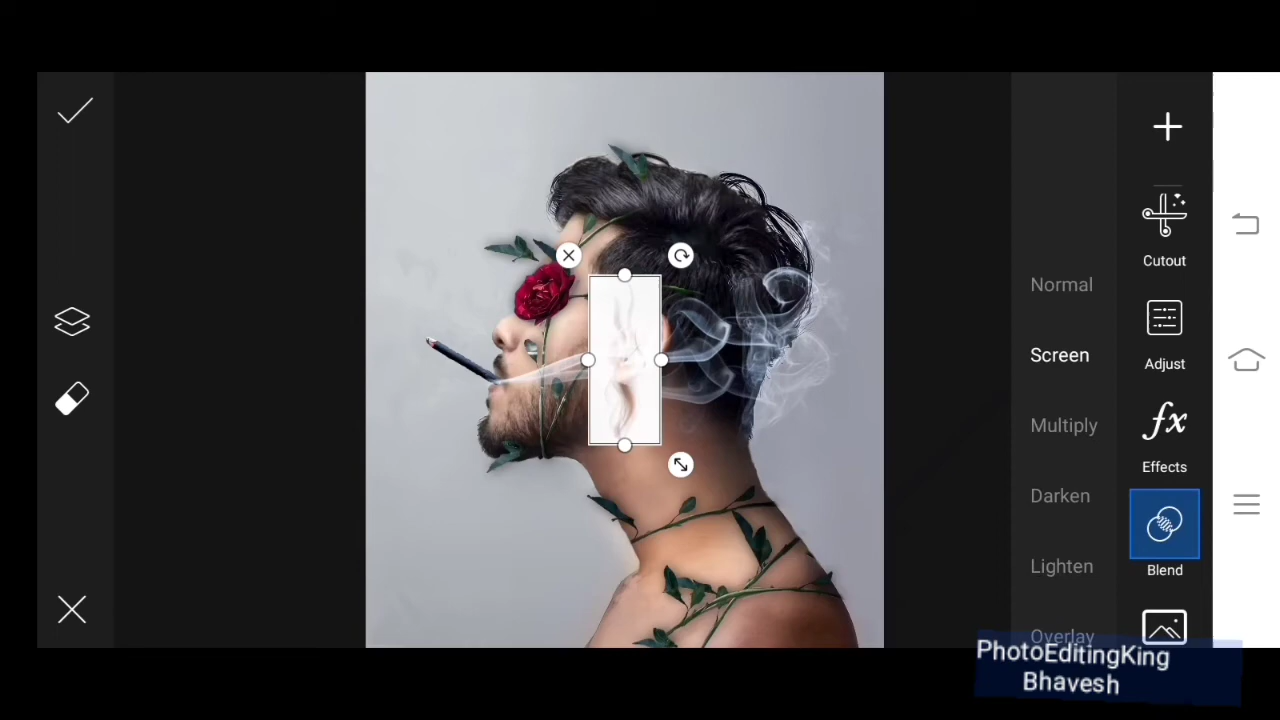 Cutout
Normal
Screen
Adjust
Multiply
fx
Effects
Darken
Lighten
Blend
Overlay
PhotoEditingKing
Bhavesh